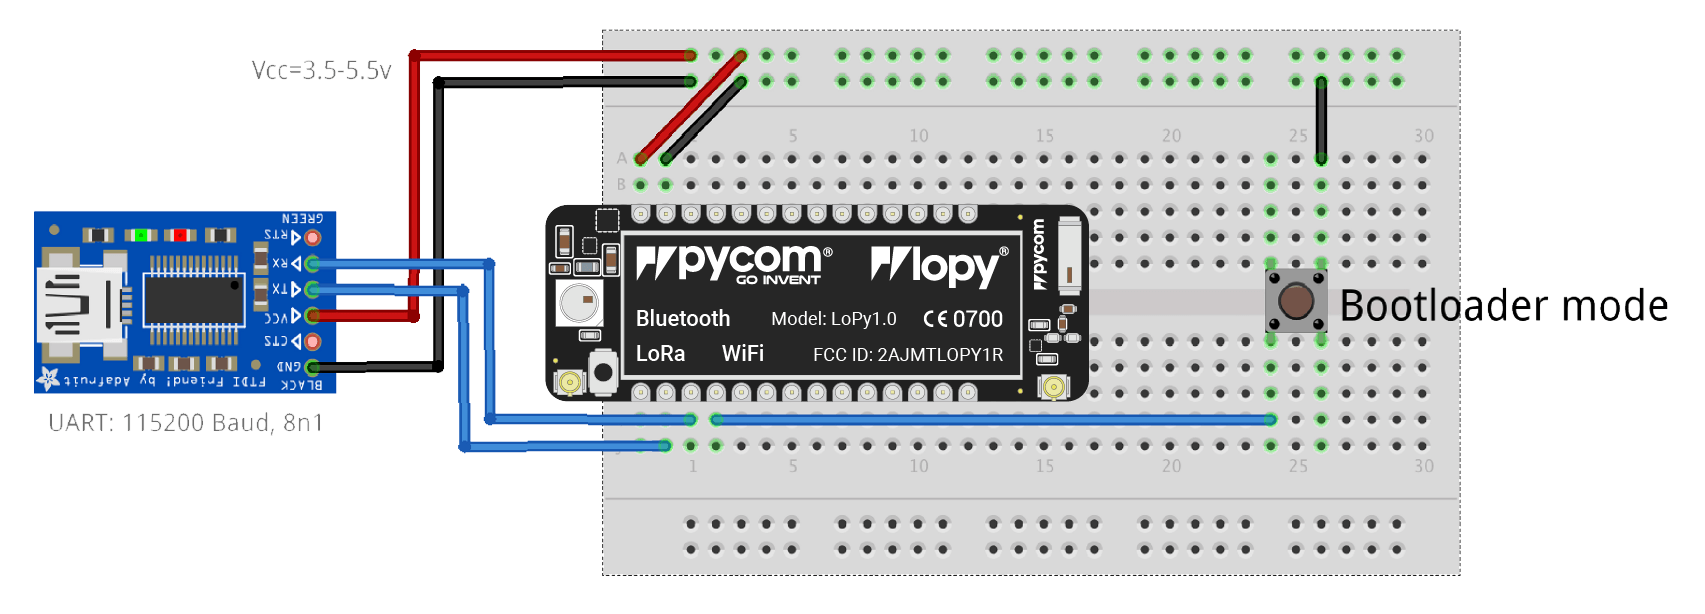 Vcc=3.5-5.5v
5 10 15 20 25 30
A
B
GREEN
RTS
RX
TX
VCC
CTS
GND
BLACK
FTDI Friend! by Adafruit
UART: 115200 Baud, 8n1
pycom®
GO INVENT
lopy®
pycom
Bluetooth
Model: LoPy1.0
CE 0700
LoRa
WiFi
FCC ID: 2AJMTLOPY1R
Bootloader mode
1 5 10 15 20 25 30